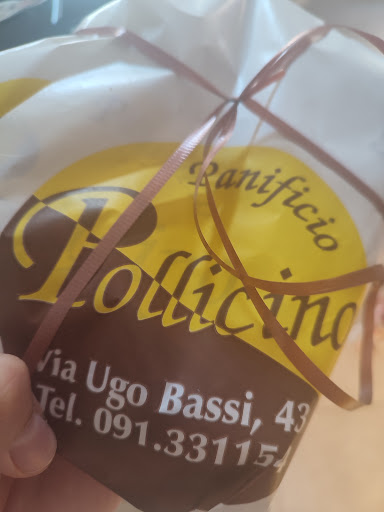 Panificio
Pollicino
Via Ugo Bassi, 43
Tel. 091.331154